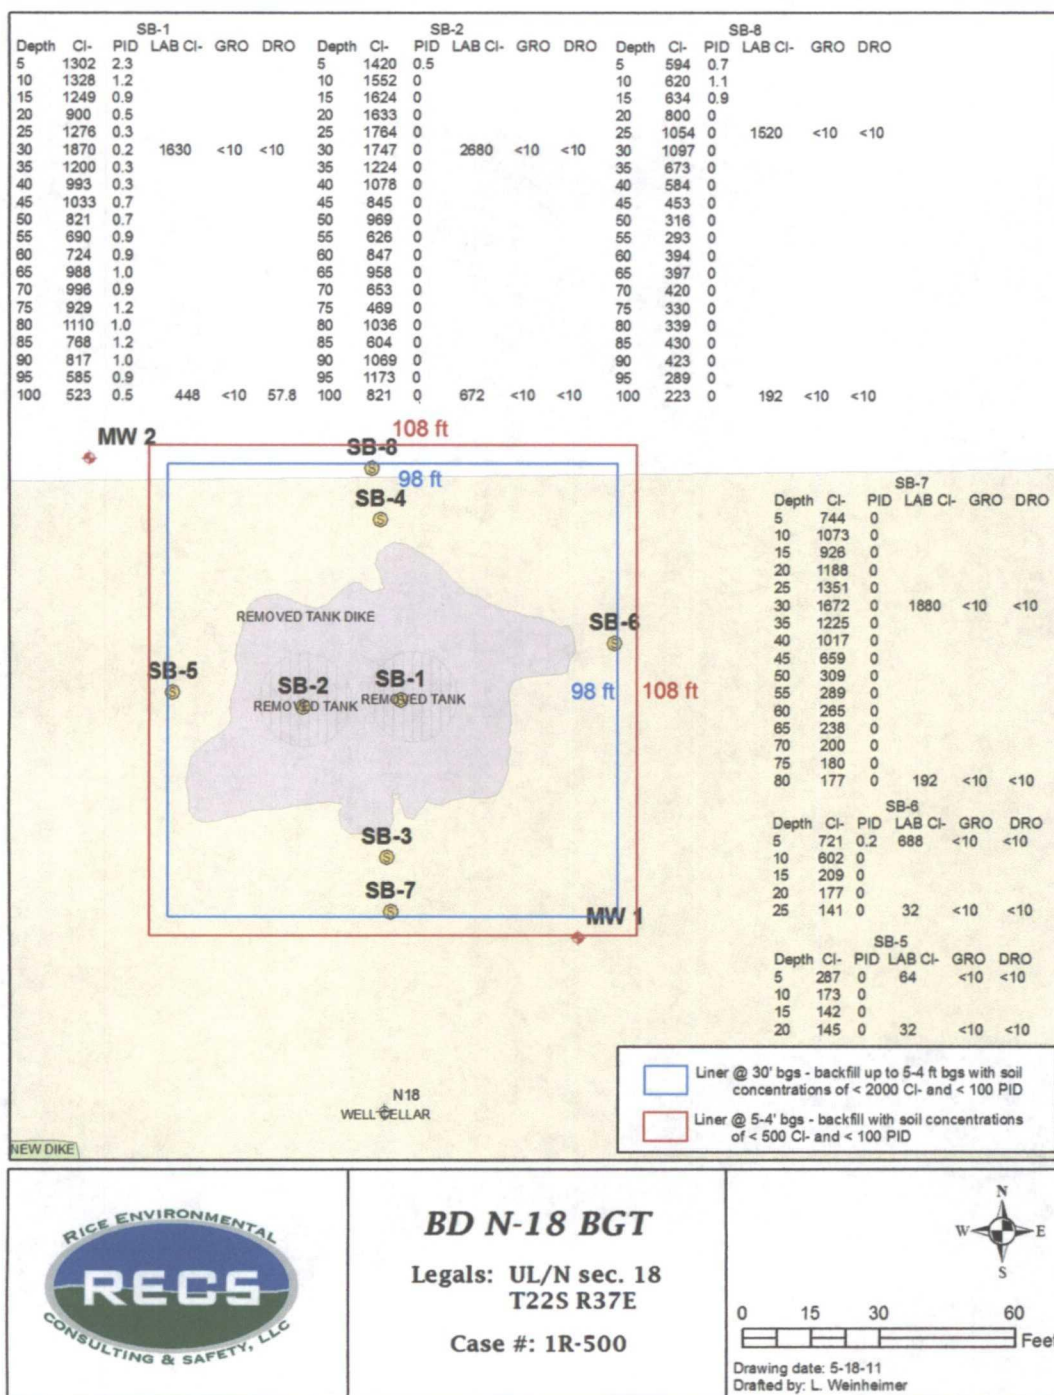 SB-1
Depth Cl- PID LAB Cl- GRO DRO
5 1302 2.3
10 1328 1.2
15 1249 0.9
20 900 0.5
25 1276 0.3
30 1870 0.2 1630 <10 <10
35 1200 0.3
40 993 0.3
45 1033 0.7
50 821 0.7
55 690 0.9
60 724 0.9
65 988 1.0
70 996 0.9
75 929 1.2
80 1110 1.0
85 768 1.2
90 817 1.0
95 585 0.9
100 523 0.5 448 <10 57.8
SB-2
Depth Cl- PID LAB Cl- GRO DRO
5 1420 0.5
10 1552 0
15 1624 0
20 1633 0
25 1764 0
30 1747 0 2680 <10 <10
35 1224 0
40 1078 0
45 845 0
50 969 0
55 626 0
60 847 0
65 958 0
70 653 0
75 469 0
80 1036 0
85 604 0
90 1069 0
95 1173 0
100 821 0 672 <10 <10
SB-8
Depth Cl- PID LAB Cl- GRO DRO
5 594 0.7
10 620 1.1
15 634 0.9
20 800 0
25 1054 0 1520 <10 <10
30 1097 0
35 673 0
40 584 0
45 453 0
50 316 0
55 293 0
60 394 0
65 397 0
70 420 0
75 330 0
80 339 0
85 430 0
90 423 0
95 289 0
100 223 0 192 <10 <10
108 ft
MW 2
SB-8
98 ft
SB-4
REMOVED TANK DIKE
SB-6
SB-5
SB-2
REMOVED TANK
SB-1
REMOVED TANK
98 ft
108 ft
SB-3
SB-7
MW 1
N18
WELL CELLAR
NEW DIKE
SB-7
Depth Cl- PID LAB Cl- GRO DRO
5 744 0
10 1073 0
15 926 0
20 1188 0
25 1351 0
30 1672 0 1880 <10 <10
35 1225 0
40 1017 0
45 659 0
50 309 0
55 289 0
60 265 0
65 238 0
70 200 0
75 180 0
80 177 0 192 <10 <10
SB-6
Depth Cl- PID LAB Cl- GRO DRO
5 721 0.2 688 <10 <10
10 602 0
15 209 0
20 177 0
25 141 0 32 <10 <10
SB-5
Depth Cl- PID LAB Cl- GRO DRO
5 287 0 64 <10 <10
10 173 0
15 142 0
20 145 0 32 <10 <10
Liner @ 30' bgs - backfill up to 5-4 ft bgs with soil
concentrations of < 2000 Cl- and < 100 PID
Liner @ 5-4' bgs - backfill with soil concentrations
of < 500 Cl- and < 100 PID
RICE ENVIRONMENTAL
RECS
CONSULTING & SAFETY, LLC
BD N-18 BGT
Legals: UL/N sec. 18
T22S R37E
Case #: 1R-500
N
W E
S
0 15 30 60
Feet
Drawing date: 5-18-11
Drafted by: L. Weinheimer